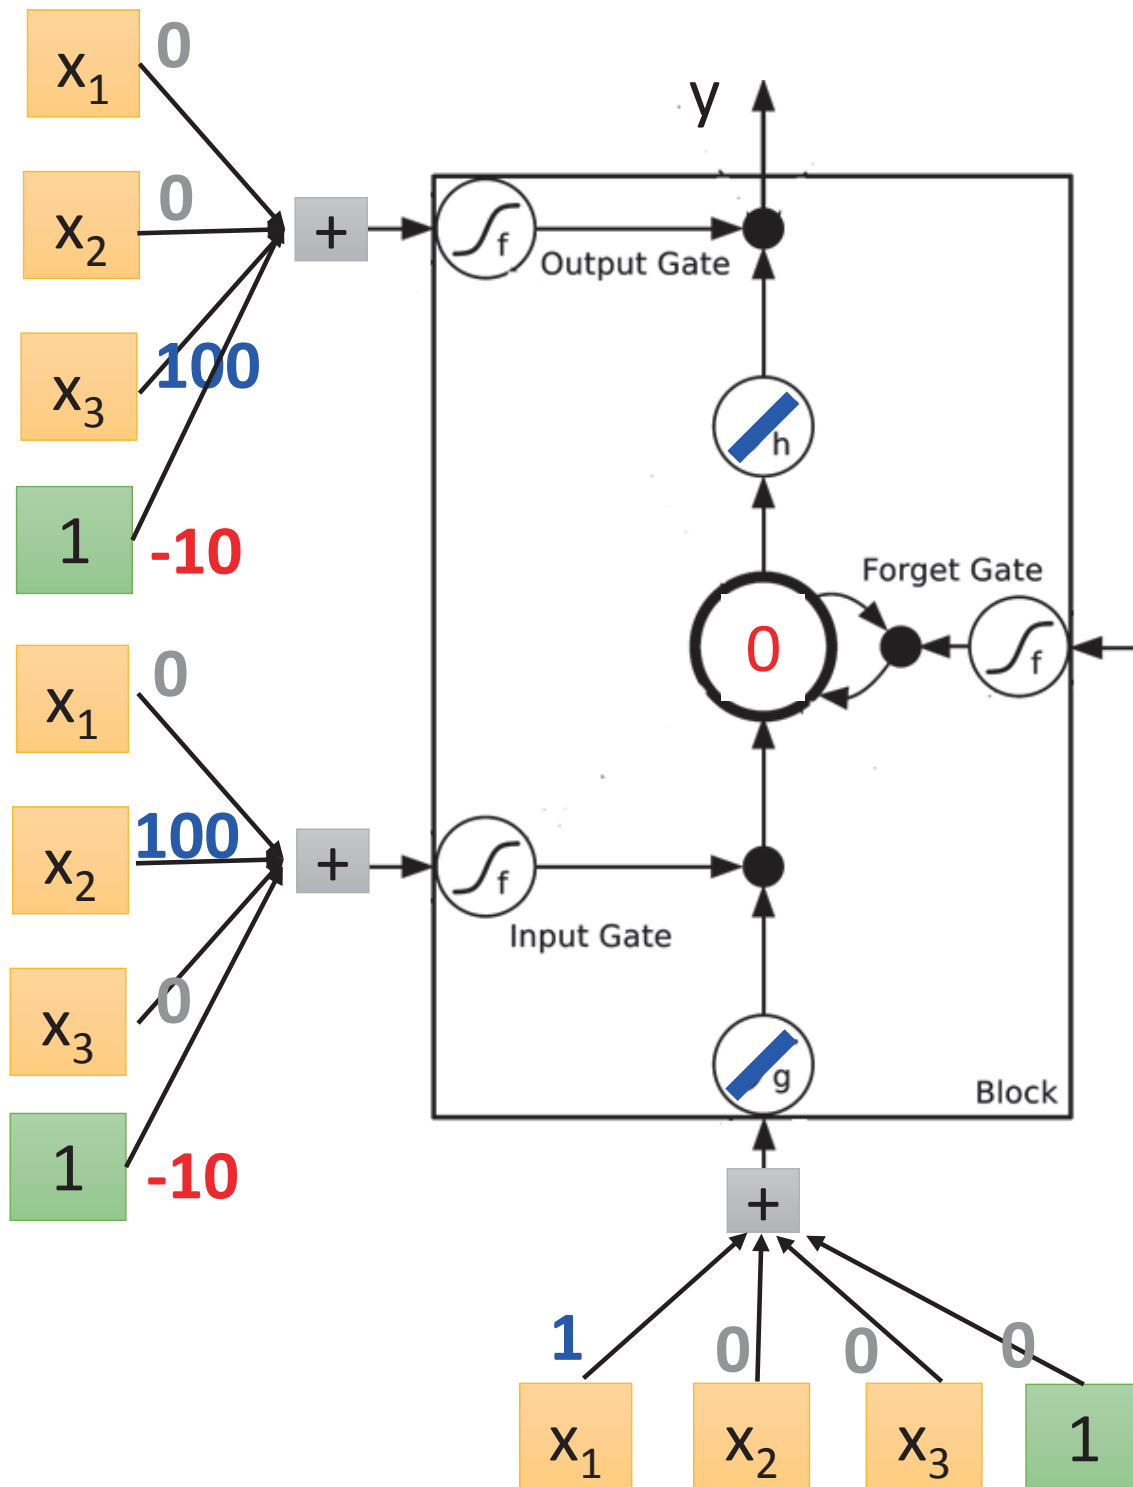 x1 0
y
x2 0
+
f
Output Gate
x3 100
h
1 -10
Forget Gate
0
f
x1 0
x2 100
+
f
Input Gate
x3 0
g
Block
1 -10
+
1 0 0 0
x1 x2 x3 1